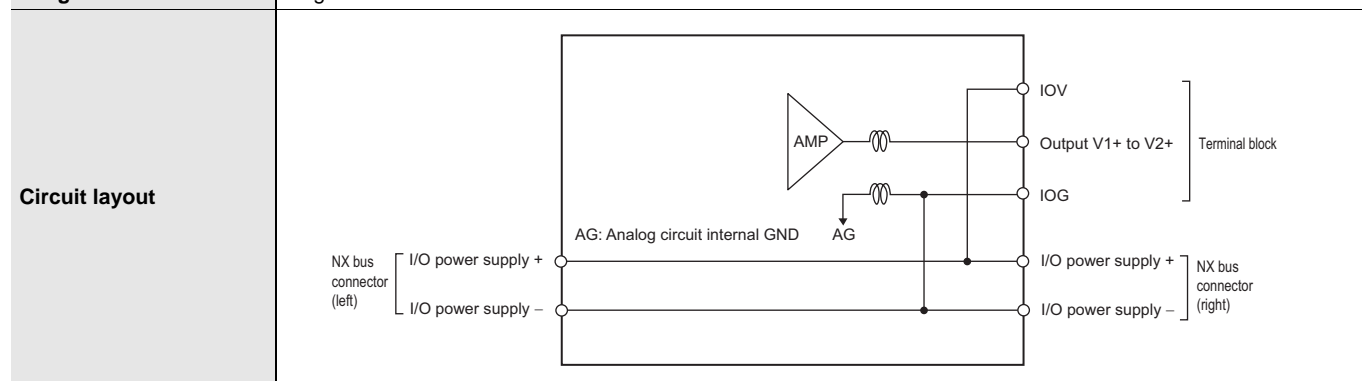 Circuit layout
IOV
AMP
Output V1+ to V2+
Terminal block
IOG
AG: Analog circuit internal GND
AG
NX bus
connector
(left)
I/O power supply +
I/O power supply –
I/O power supply +
I/O power supply –
NX bus
connector
(right)